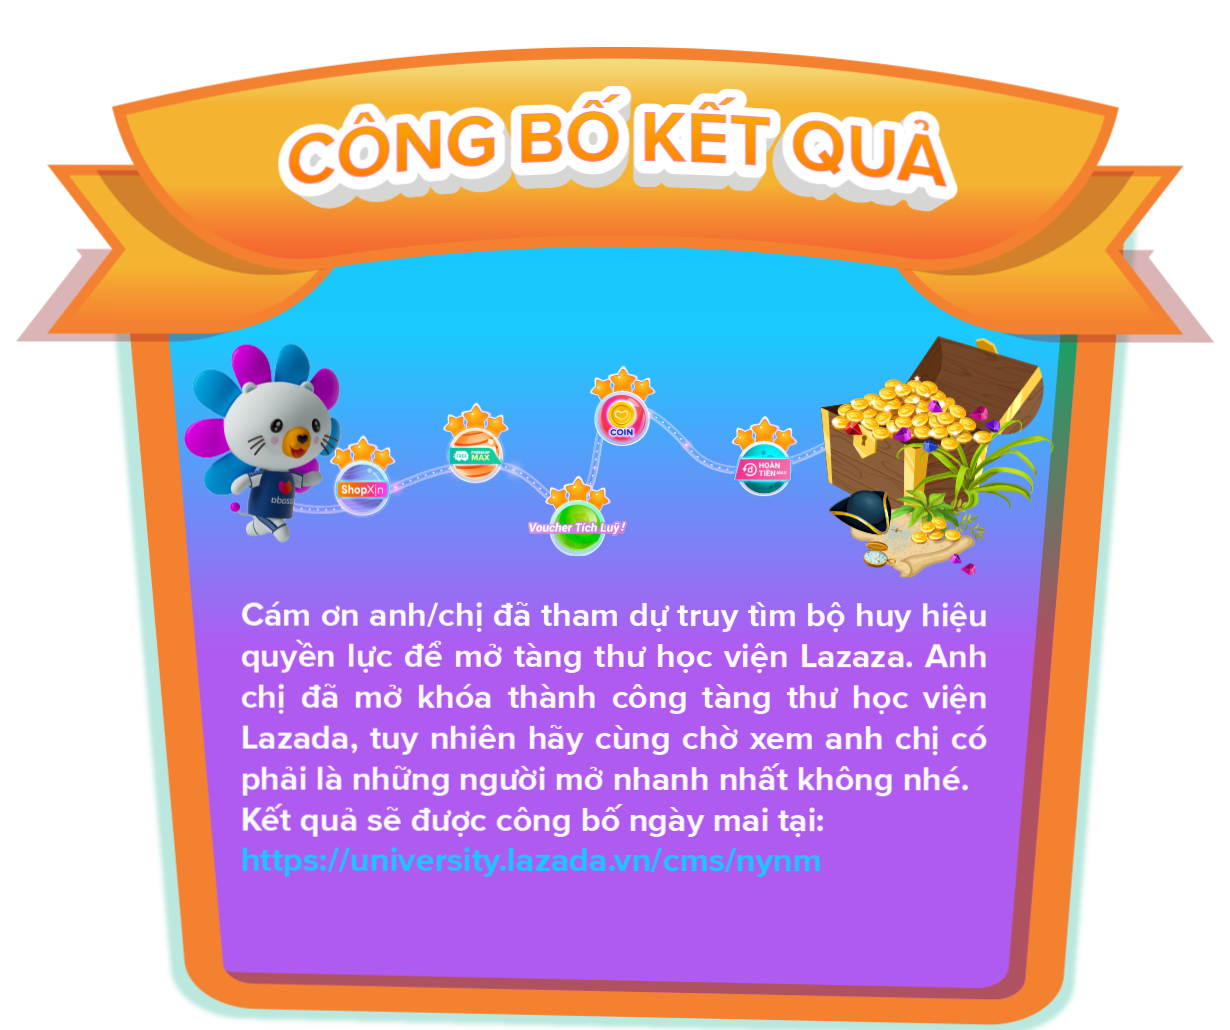 CÔNG BỐ KẾT QUẢ
COIN
FREESHIP
MAX
HOÀN
TIỀN MAX
ShopXịn
Voucher Tích Luỹ!
Cám ơn anh/chị đã tham dự truy tìm bộ huy hiệu
quyền lực để mở tàng thư học viện Lazaza. Anh
chị đã mở khóa thành công tàng thư học viện
Lazada, tuy nhiên hãy cùng chờ xem anh chị có
phải là những người mở nhanh nhất không nhé.
Kết quả sẽ được công bố ngày mai tại:
https://university.lazada.vn/cms/nynm